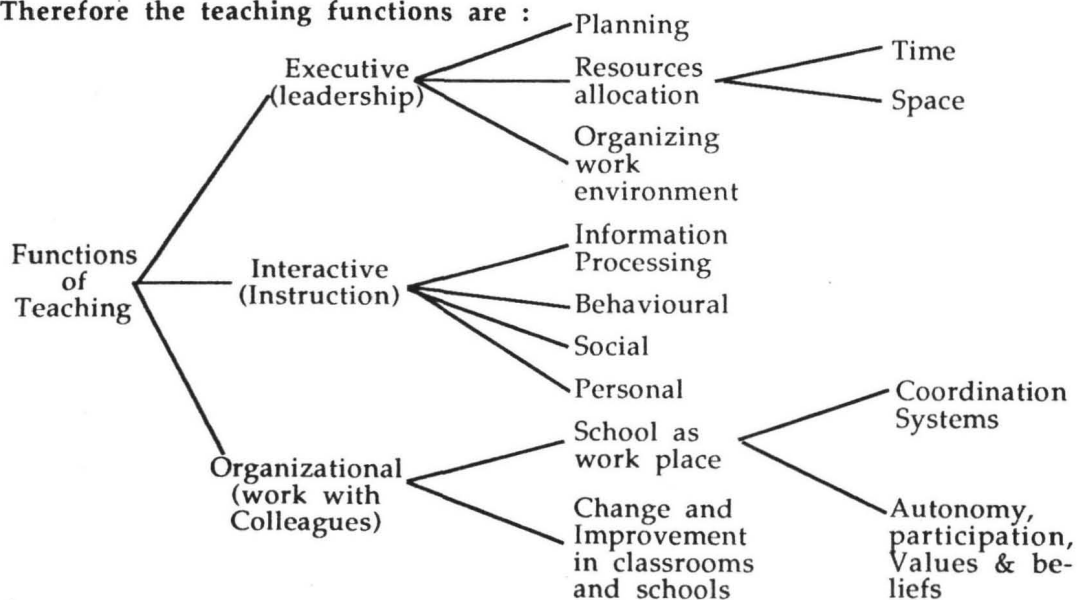 Therefore the teaching functions are :
Functions
of
Teaching
Executive
(leadership)
Planning
Resources
allocation
Time
Space
Organizing
work
environment
Interactive
(Instruction)
Information
Processing
Behavioural
Social
Personal
Organizational
(work with
Colleagues)
School as
work place
Coordination
Systems
Autonomy,
participation,
Values & be-
liefs
Change and
Improvement
in classrooms
and schools